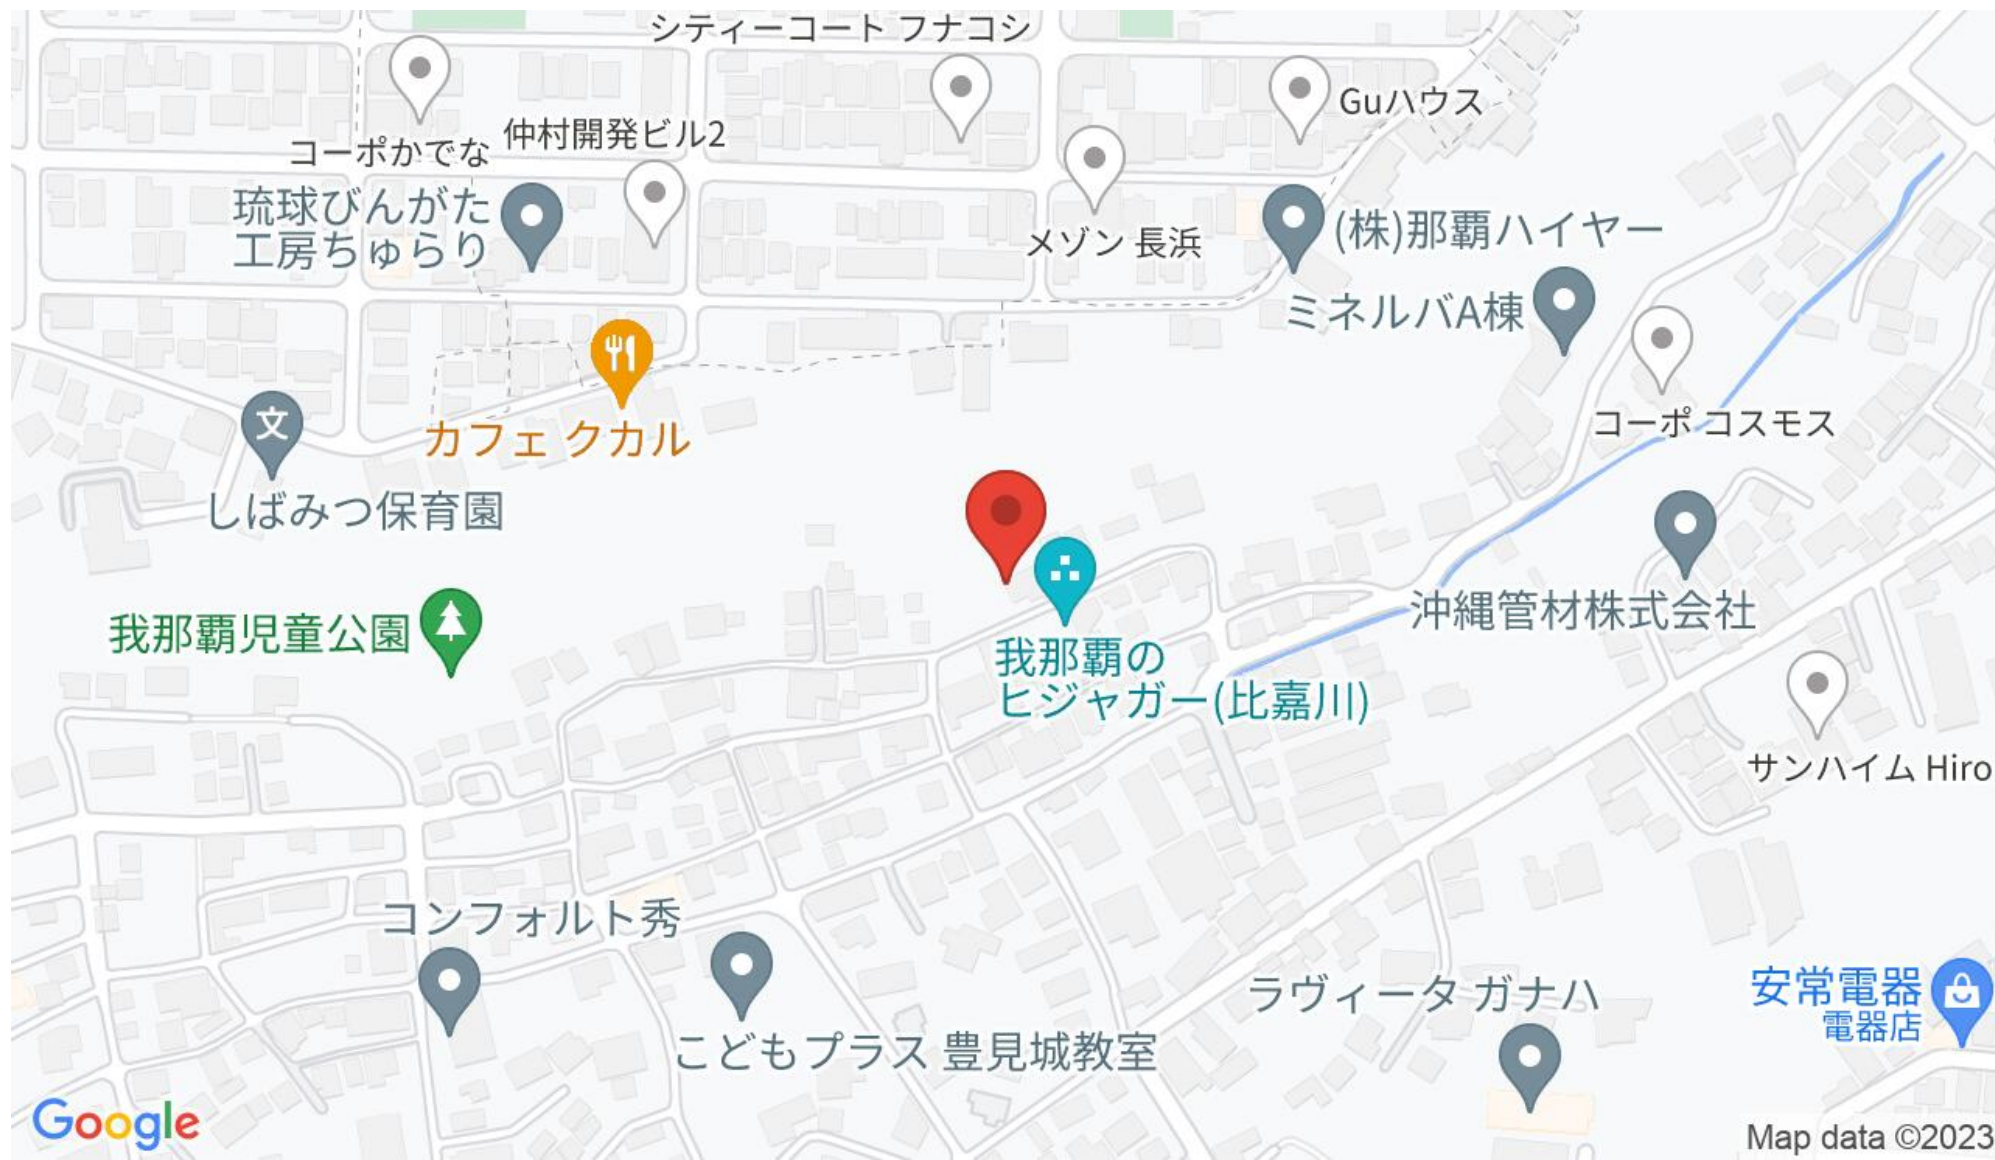 シティーコート フナコシ
Guハウス
コーポかでな
仲村開発ビル2
琉球びんがた
工房ちゅらり
メゾン 長浜
(株)那覇ハイヤー
ミネルバA棟
コーポ コスモス
カフェ クカル
文
しばみつ保育園
我那覇児童公園
沖縄管材株式会社
我那覇の
ヒジャガー(比嘉川)
サンハイム Hiro
コンフォルト秀
こどもプラス 豊見城教室
ラヴィータ ガナハ
安常電器
電器店
Google
Map data ©2023